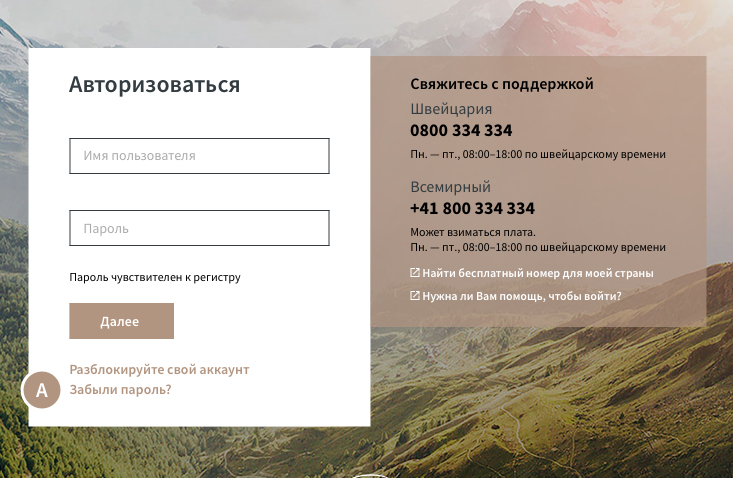 Авторизоваться
Имя пользователя
Пароль
Пароль чувствителен к регистру
Далее
Разблокируйте свой аккаунт
Забыли пароль?
A
Свяжитесь с поддержкой
Швейцария
0800 334 334
Пн. — пт., 08:00–18:00 по швейцарскому времени
Всемирный
+41 800 334 334
Может взиматься плата.
Пн. — пт., 08:00–18:00 по швейцарскому времени
Найти бесплатный номер для моей страны
Нужна ли Вам помощь, чтобы войти?